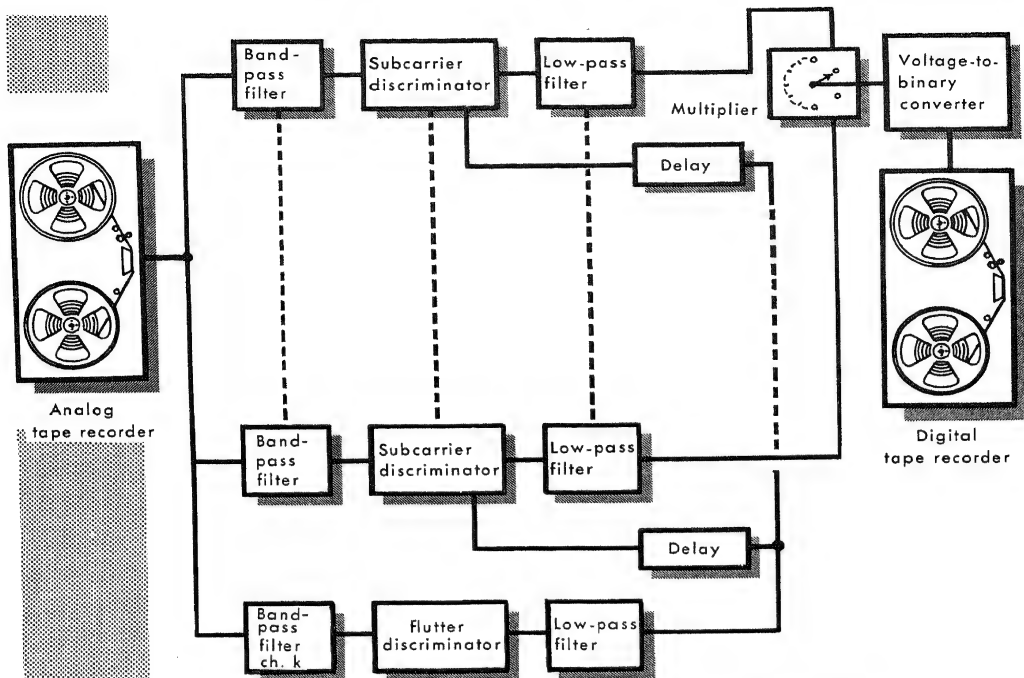 Band-
pass
filter
Subcarrier
discriminator
Low-pass
filter
Multiplier
Voltage-to-
binary
converter
Delay
Analog
tape recorder
Band-
pass
filter
Subcarrier
discriminator
Low-pass
filter
Digital
tape recorder
Delay
Band-
pass
filter
ch. k
Flutter
discriminator
Low-pass
filter